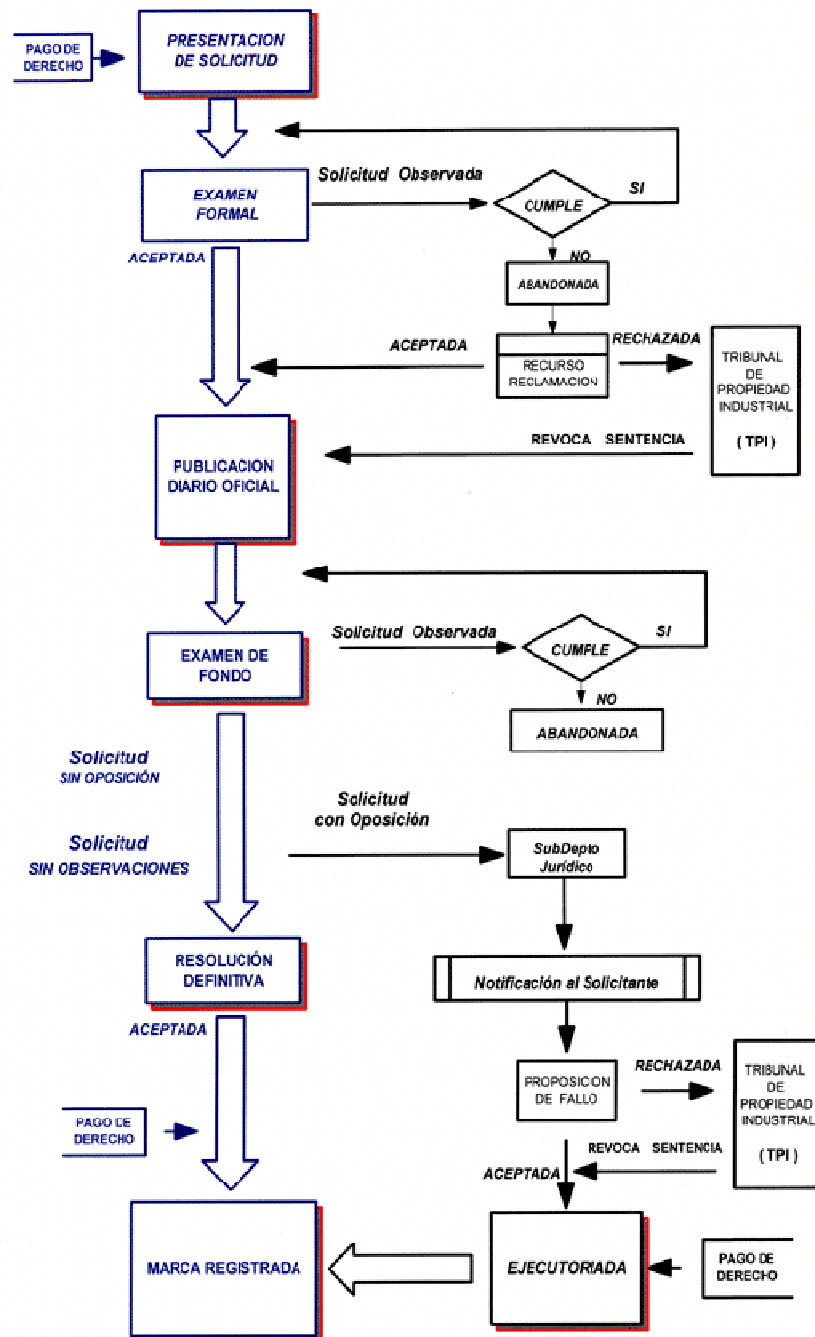 PRESENTACION
DE SOLICITUD
PAGO DE
DERECHO
Solicitud Observada
SI
EXAMEN
FORMAL
CUMPLE
ACEPTADA
NO
ABANDONADA
ACEPTADA
RECHAZADA
RECURSO
RECLAMACION
TRIBUNAL
DE
PROPIEDAD
INDUSTRIAL
( TPI )
REVOCA SENTENCIA
PUBLICACION
DIARIO OFICIAL
Solicitud Observada
SI
EXAMEN DE
FONDO
CUMPLE
NO
ABANDONADA
Solicitud
SIN OPOSICIÓN
Solicitud
con Oposición
Solicitud
SIN OBSERVACIONES
SubDepto
Jurídico
RESOLUCIÓN
DEFINITIVA
Notificación al Solicitante
ACEPTADA
PROPOSICON
DE FALLO
RECHAZADA
TRIBUNAL
DE
PROPIEDAD
INDUSTRIAL
( TPI )
PAGO DE
DERECHO
REVOCA SENTENCIA
ACEPTADA
MARCA REGISTRADA
EJECUTORIADA
PAGO DE
DERECHO